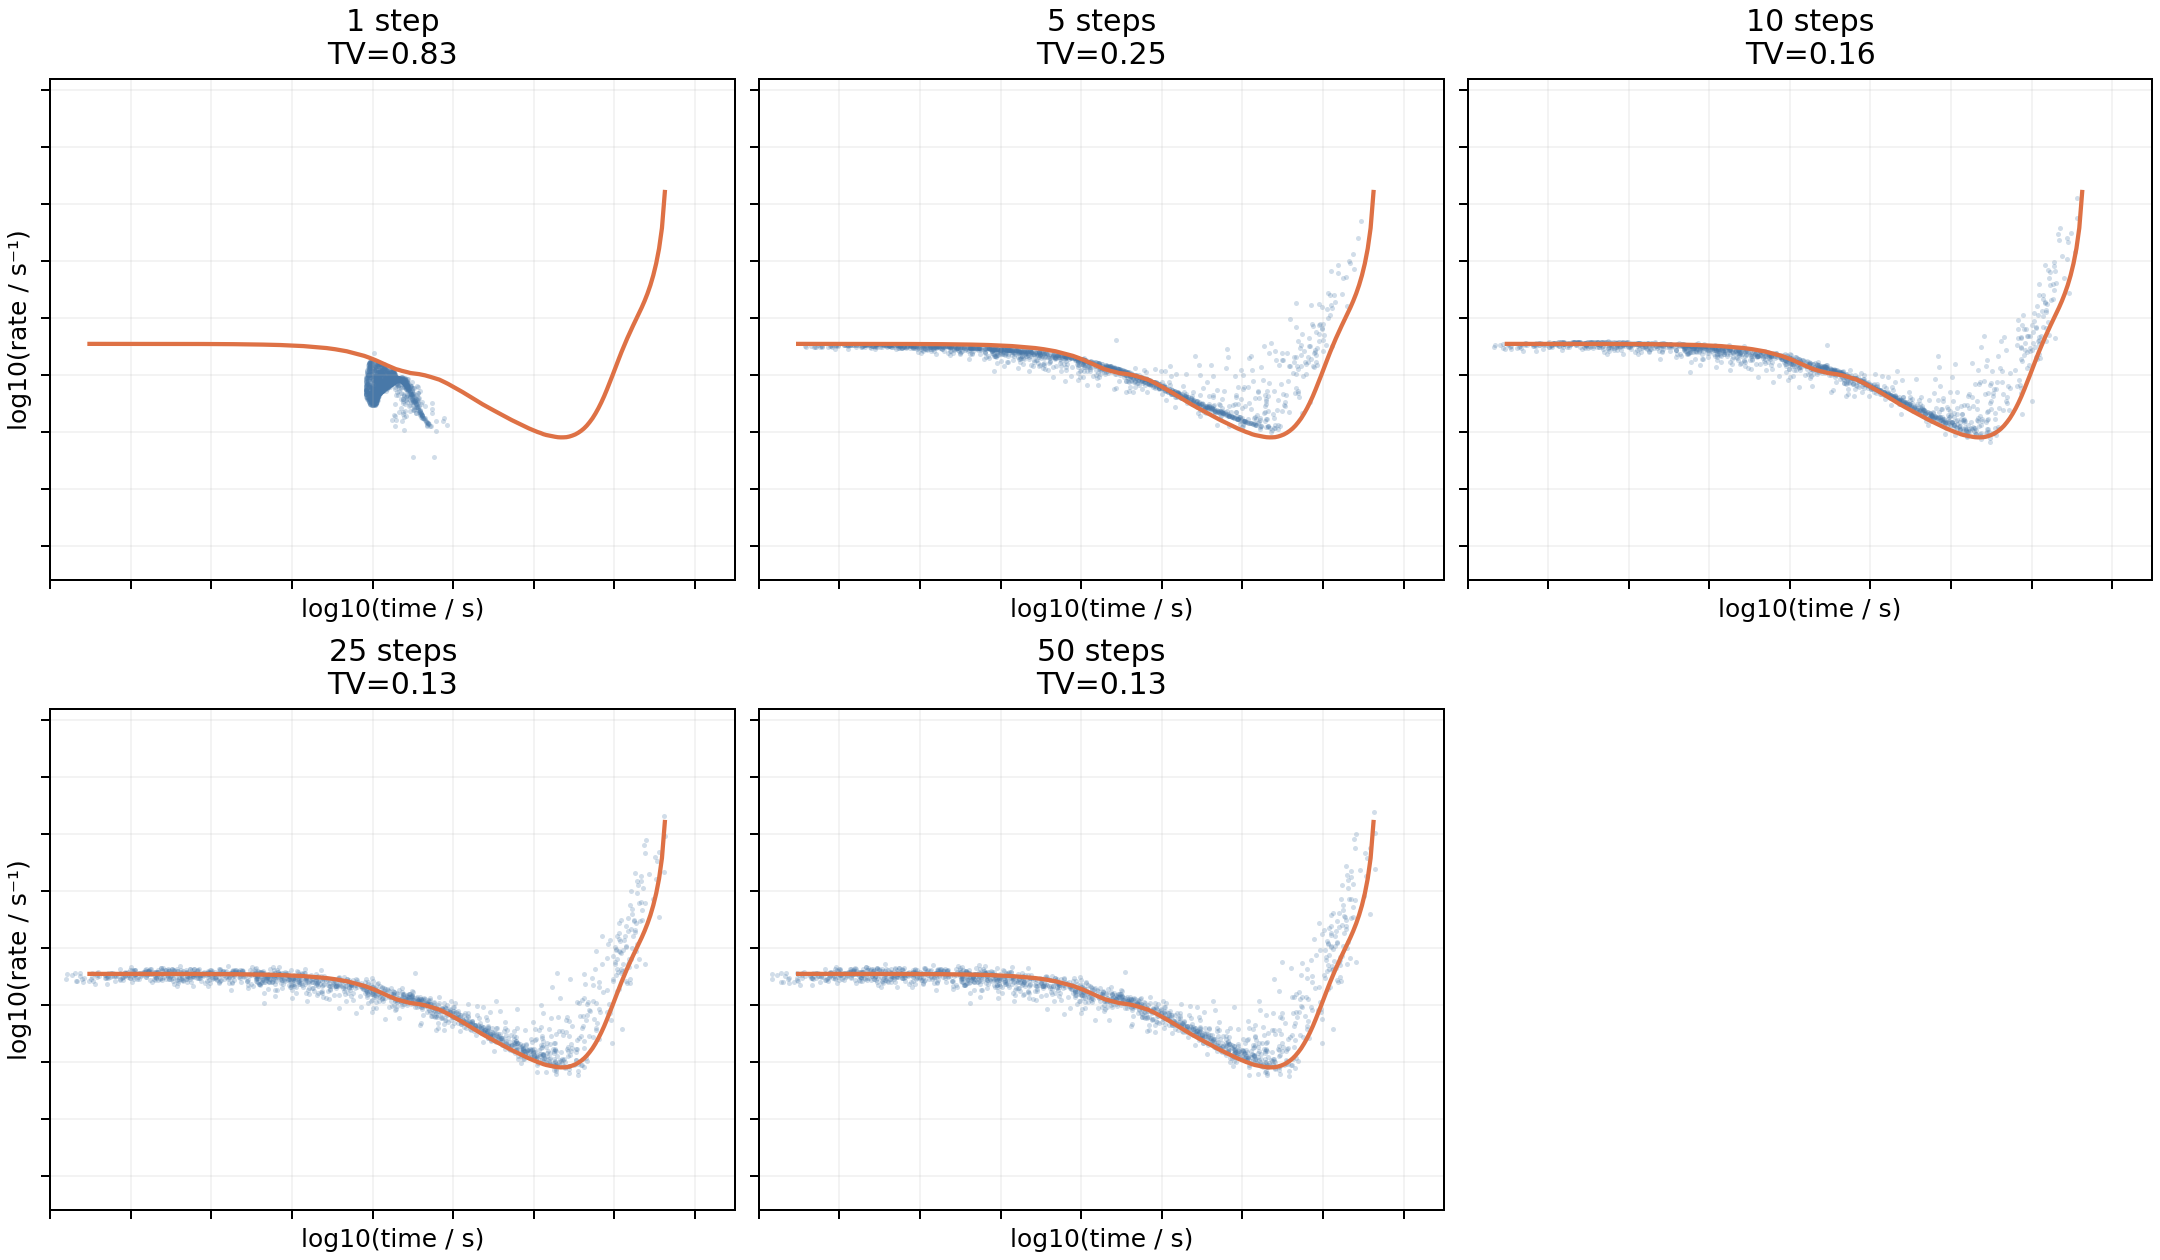 1 step
TV=0.83
5 steps
TV=0.25
10 steps
TV=0.16
log10(rate / s⁻¹)
log10(time / s)
log10(time / s)
log10(time / s)
25 steps
TV=0.13
50 steps
TV=0.13
log10(rate / s⁻¹)
log10(time / s)
log10(time / s)